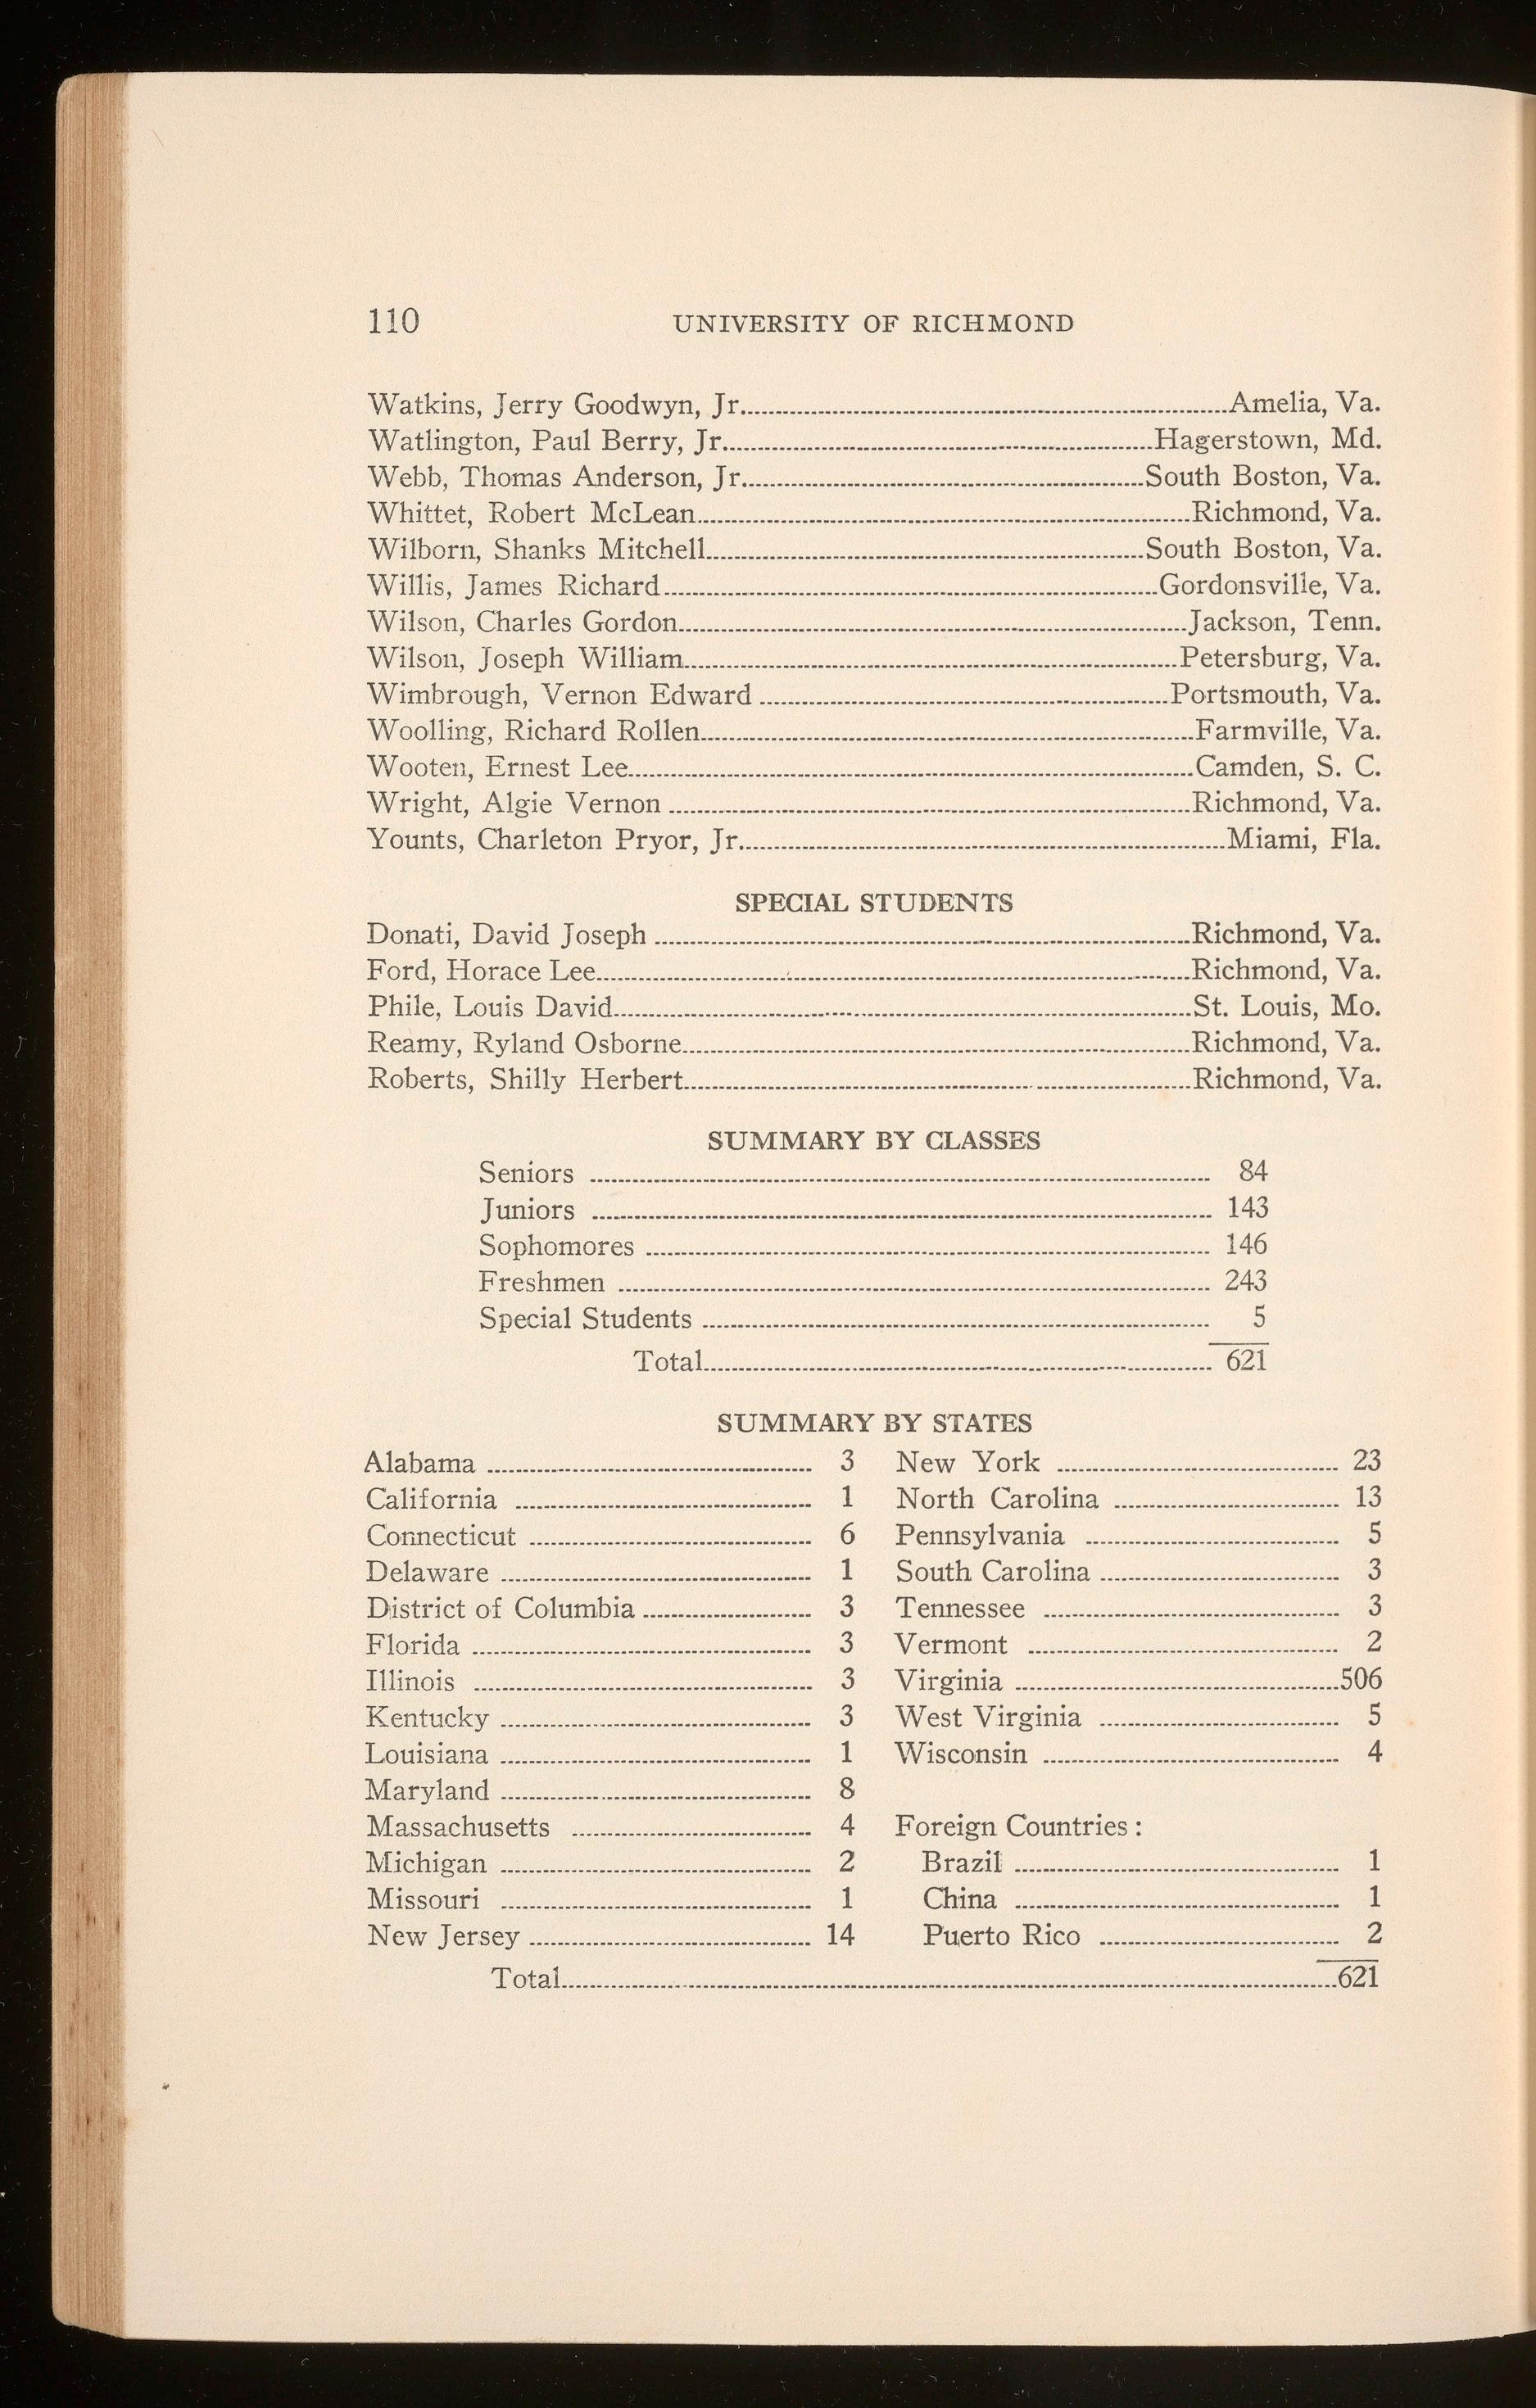 110 UNIVERSITY OF RICHMOND
Watkins, Jerry Goodwyn, Jr. Amelia, Va.
Watlington, Paul Berry, Jr. Hagerstown, Md.
Webb, Thomas Anderson, Jr. South Boston, Va.
Whittet, Robert McLean Richmond, Va.
Wilborn, Shanks Mitchell South Boston, Va.
Willis, James Richard Gordonsville, Va.
Wilson, Charles Gordon Jackson, Tenn.
Wilson, Joseph William Petersburg, Va.
Wimbrough, Vernon Edward Portsmouth, Va.
Woolling, Richard Rollen Farmville, Va.
Wooten, Ernest Lee Camden, S. C.
Wright, Algie Vernon Richmond, Va.
Younts, Charleton Pryor, Jr. Miami, Fla.
SPECIAL STUDENTS
Donati, David Joseph Richmond, Va.
Ford, Horace Lee Richmond, Va.
Phile, Louis David St. Louis, Mo.
Reamy, Ryland Osborne Richmond, Va.
Roberts, Shilly Herbert Richmond, Va.
SUMMARY BY CLASSES
Seniors 84
Juniors 143
Sophomores 146
Freshmen 243
Special Students 5
Total 621
SUMMARY BY STATES
Alabama 3
California 1
Connecticut 6
Delaware 1
District of Columbia 3
Florida 3
Illinois 3
Kentucky 3
Louisiana 1
Maryland 8
Massachusetts 4
Michigan 2
Missouri 1
New Jersey 14
New York 23
North Carolina 13
Pennsylvania 5
South Carolina 3
Tennessee 3
Vermont 2
Virginia 506
West Virginia 5
Wisconsin 4
Foreign Countries:
Brazil 1
China 1
Puerto Rico 2
Total 621